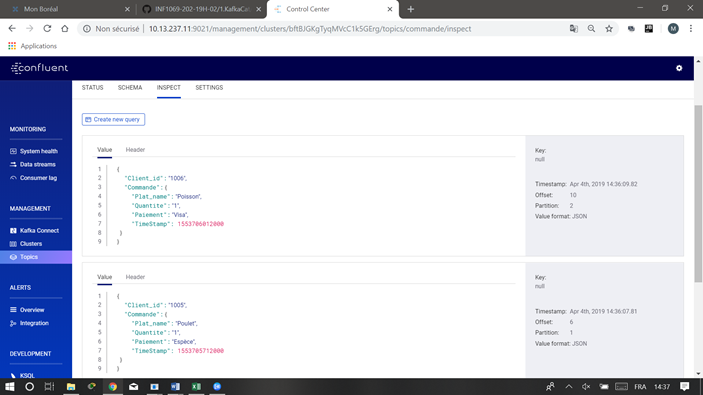 Mon Boréal
INF1069-202-19H-02/1.KafkaCaf
Control Center
Non sécurisé
10.13.237.11:9021/management/clusters/bftBJGKgTyqMVcC1k5GErg/topics/commande/inspect
Applications
confluent
STATUS
SCHEMA
INSPECT
SETTINGS
Create new query
MONITORING
System health
Data streams
Consumer lag
MANAGEMENT
Kafka Connect
Clusters
Topics
ALERTS
Overview
Integration
DEVELOPMENT
KSQL
Value
Header
1 {
2 "Client_id": "1006",
3 "Commande": {
4 "Plat_name": "Poisson",
5 "Quantite": "1",
6 "Paiement": "Visa",
7 "TimeStamp": 1553706012000
8 }
9 }
Key:
null
Timestamp: Apr 4th, 2019 14:36:09.82
Offset: 10
Partition: 2
Value format: JSON
Value
Header
1 {
2 "Client_id": "1005",
3 "Commande": {
4 "Plat_name": "Poulet",
5 "Quantite": "1",
6 "Paiement": "Espèce",
7 "TimeStamp": 1553705712000
8 }
9 }
Key:
null
Timestamp: Apr 4th, 2019 14:36:07.81
Offset: 6
Partition: 1
Value format: JSON
FRA
14:37